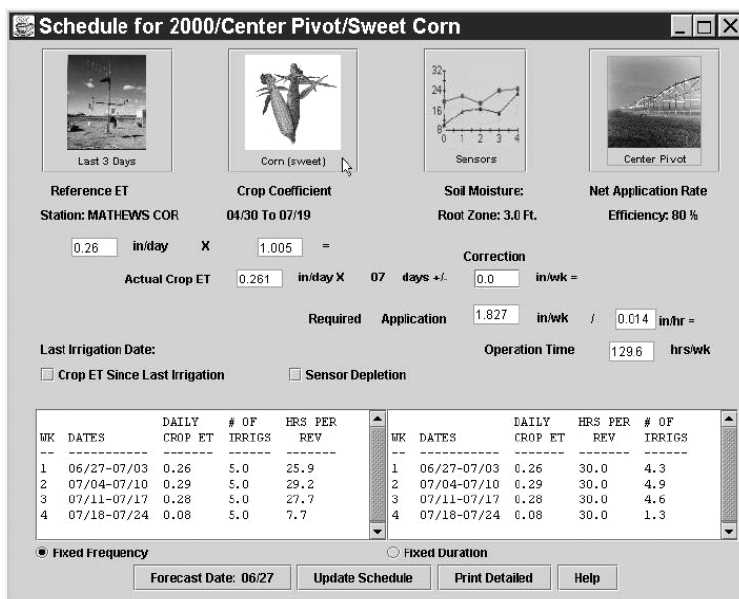 Schedule for 2000/Center Pivot/Sweet Corn
Last 3 Days
Corn (sweet)
32
24
16
8
0 1 2 3 4
Sensors
Center Pivot
Reference ET Crop Coefficient Soil Moisture: Net Application Rate
Station: MATHEWS COR 04/30 To 07/19 Root Zone: 3.0 Ft. Efficiency: 80 %
0.26 in/day X 1.005 =
Correction
Actual Crop ET 0.261 in/day X 07 days +/- 0.0 in/wk =
Required Application 1.827 in/wk / 0.014 in/hr =
Last Irrigation Date: Operation Time 129.6 hrs/wk
Crop ET Since Last Irrigation Sensor Depletion
DAILY # OF HRS PER
WK DATES CROP ET IRRIGS REV
-- ----------- ------- ------ -------
1 06/27-07/03 0.26 5.0 25.9
2 07/04-07/10 0.29 5.0 29.2
3 07/11-07/17 0.28 5.0 27.7
4 07/18-07/24 0.08 5.0 7.7
DAILY HRS PER # OF
WK DATES CROP ET REV IRRIGS
-- ----------- ------- ------- ------
1 06/27-07/03 0.26 30.0 4.3
2 07/04-07/10 0.29 30.0 4.9
3 07/11-07/17 0.28 30.0 4.6
4 07/18-07/24 0.08 30.0 1.3
Fixed Frequency Fixed Duration
Forecast Date: 06/27 Update Schedule Print Detailed Help